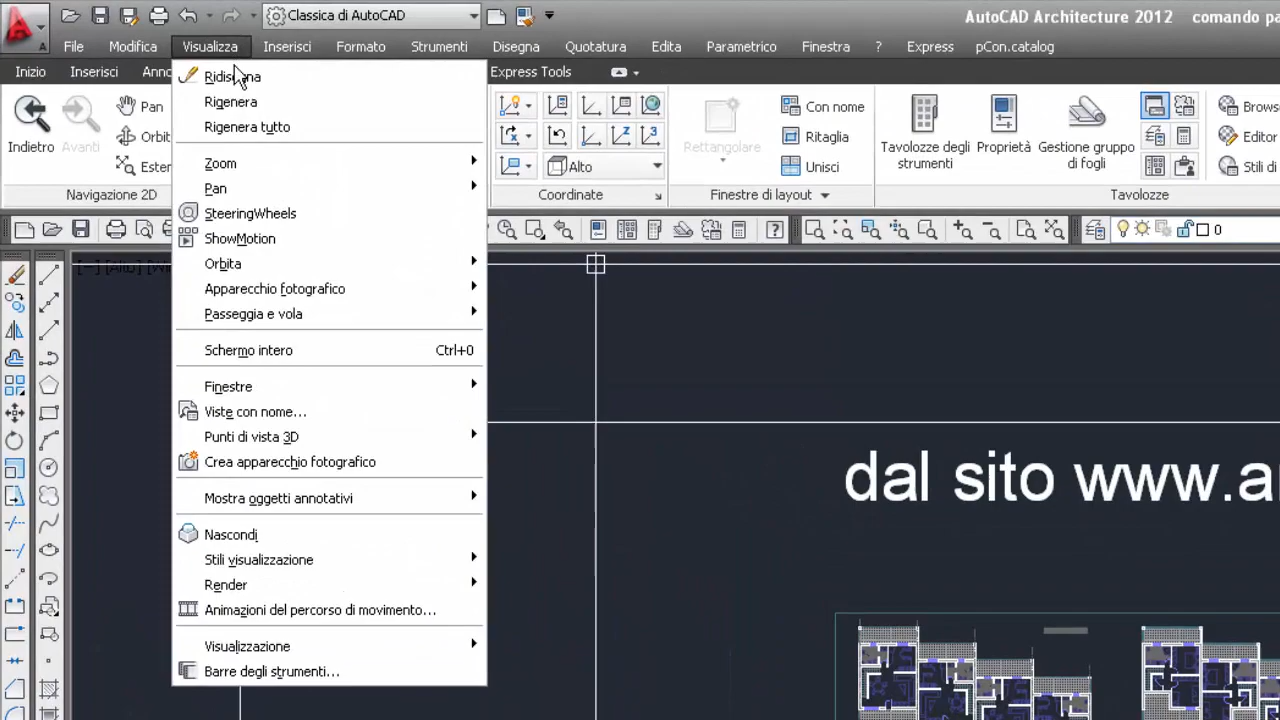 Classica di AutoCAD
AutoCAD Architecture 2012 comando pa
File Modifica Visualizza Inserisci Formato Strumenti Disegna Quotatura Edita Parametrico Finestra ? Express pCon.catalog
Inizio Inserisci Anno Express Tools
Indietro
Avanti
Pan
Orbit
Esten
Navigazione 2D
Alto
Coordinate
Rettangolare
Con nome
Ritaglia
Unisci
Finestre di layout
Tavolozze degli
strumenti
Proprietà
Gestione gruppo
di fogli
Brows
Editor
Stili di
Tavolozze
0
[−] [Alto] [Wi
Ridisegna
Rigenera
Rigenera tutto
Zoom
Pan
SteeringWheels
ShowMotion
Orbita
Apparecchio fotografico
Passeggia e vola
Schermo intero Ctrl+0
Finestre
Viste con nome...
Punti di vista 3D
Crea apparecchio fotografico
Mostra oggetti annotativi
Nascondi
Stili visualizzazione
Render
Animazioni del percorso di movimento...
Visualizzazione
Barre degli strumenti...
dal sito www.a